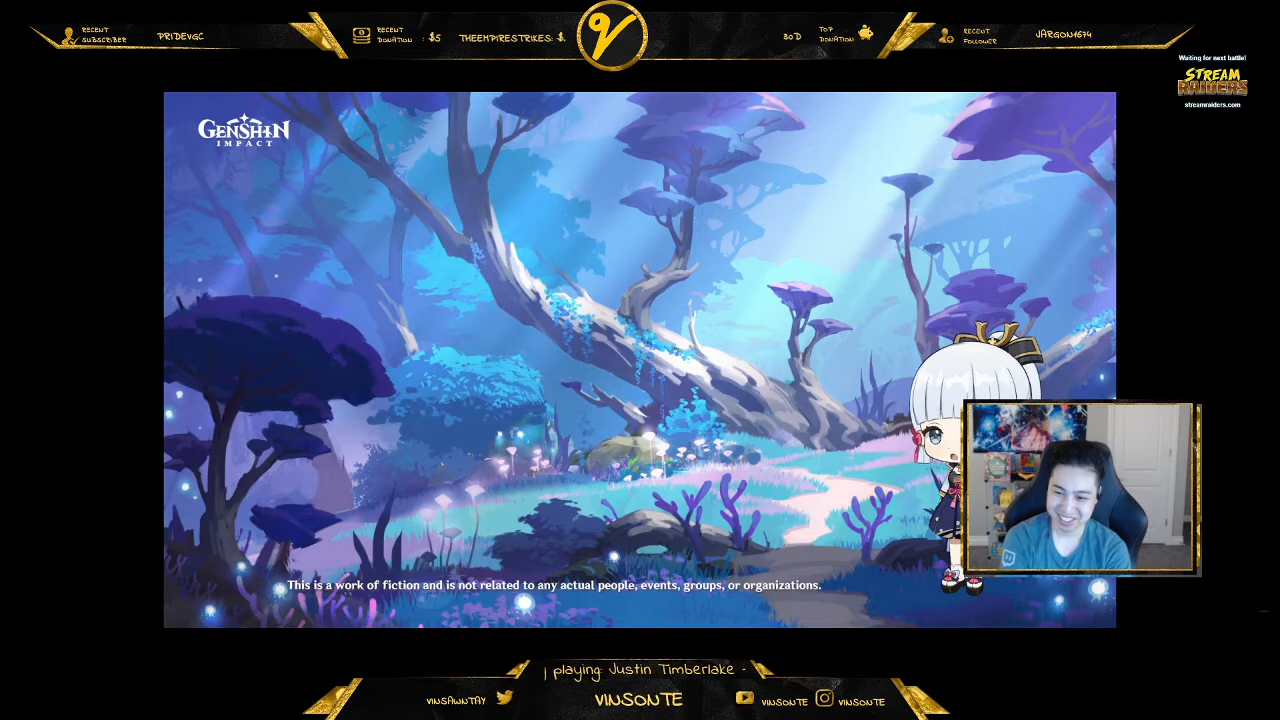 RECENT SUBSCRIBER
PRIDEVGC
RECENT DONATION : $5
THEEMPIRESTRIKES: $.
V
30D
TOP DONATION
RECENT FOLLOWER
JARGON1674
Waiting for next battle!
STREAM
RAIDERS
streamraiders.com
GENSHIN
IMPACT
This is a work of fiction and is not related to any actual people, events, groups, or organizations.
| playing: Justin Timberlake -
VINSAWNTAY
VINSONTE
VINSONTE
VINSONTE